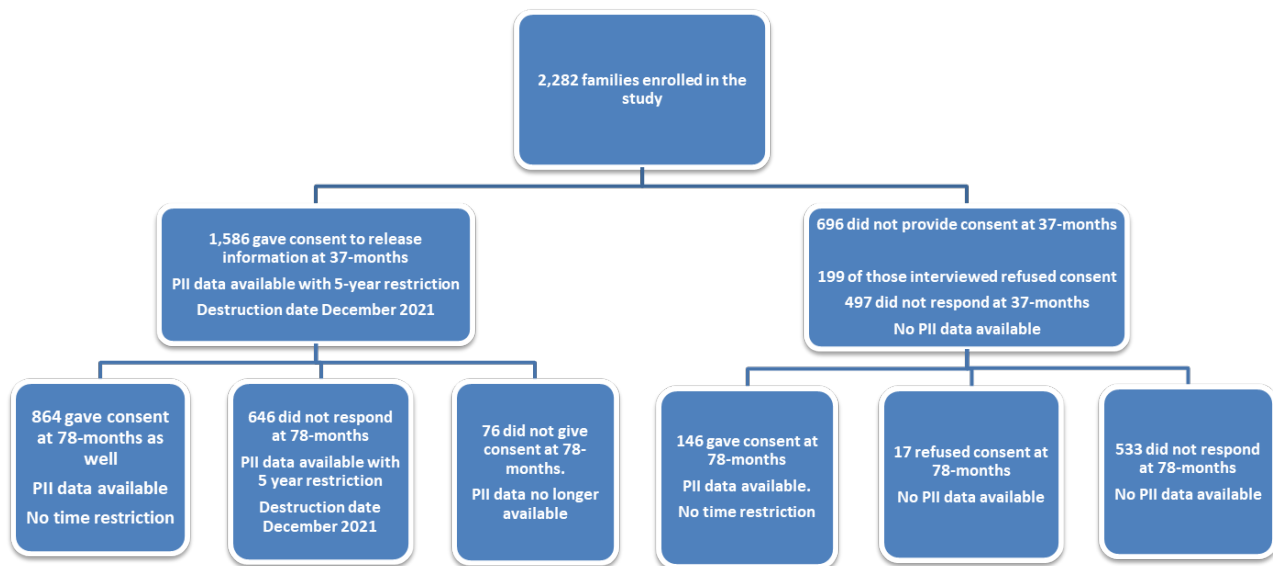 2,282 families enrolled in the
study
1,586 gave consent to release
information at 37-months
PII data available with 5-year restriction
Destruction date December 2021
696 did not provide consent at 37-months
199 of those interviewed refused consent
497 did not respond at 37-months
No PII data available
864 gave consent
at 78-months as
well
PII data available
No time restriction
646 did not respond
at 78-months
PII data available with
5 year restriction
Destruction date
December 2021
76 did not give
consent at 78-
months.
PII data no longer
available
146 gave consent at
78-months
PII data available.
No time restriction
17 refused consent at
78-months
No PII data available
533 did not respond
at 78-months
No PII data available